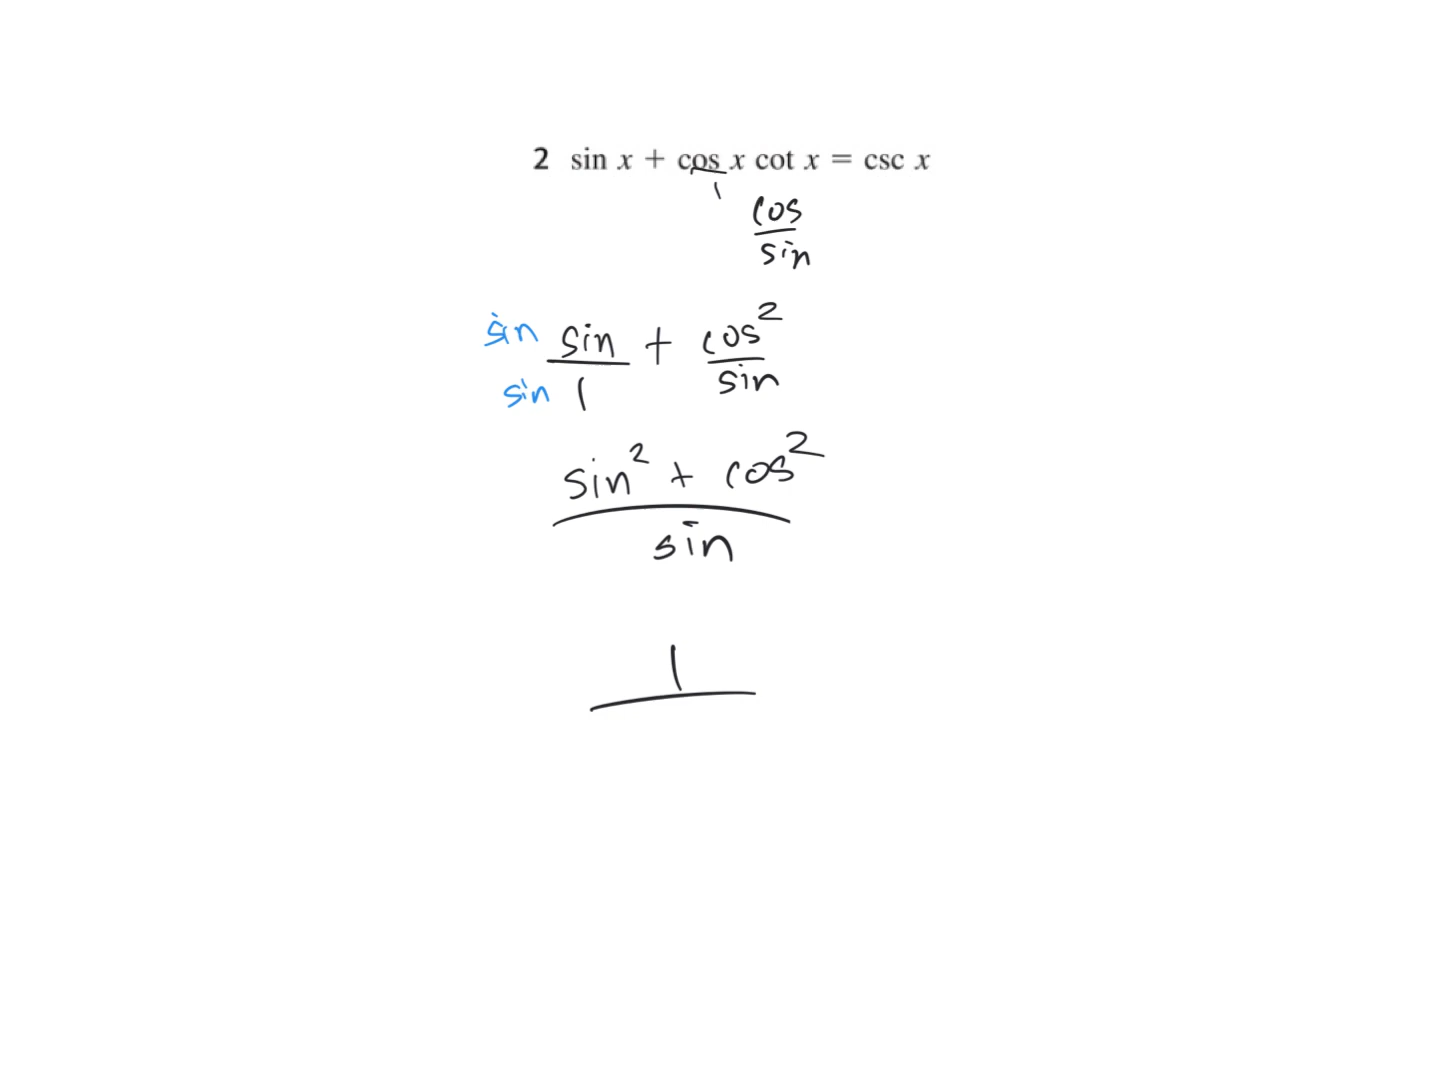 2 sin x + cos x cot x = csc x
1
cos
sin
sin sin + cos²
sin 1 sin
sin² + cos²
sin
1